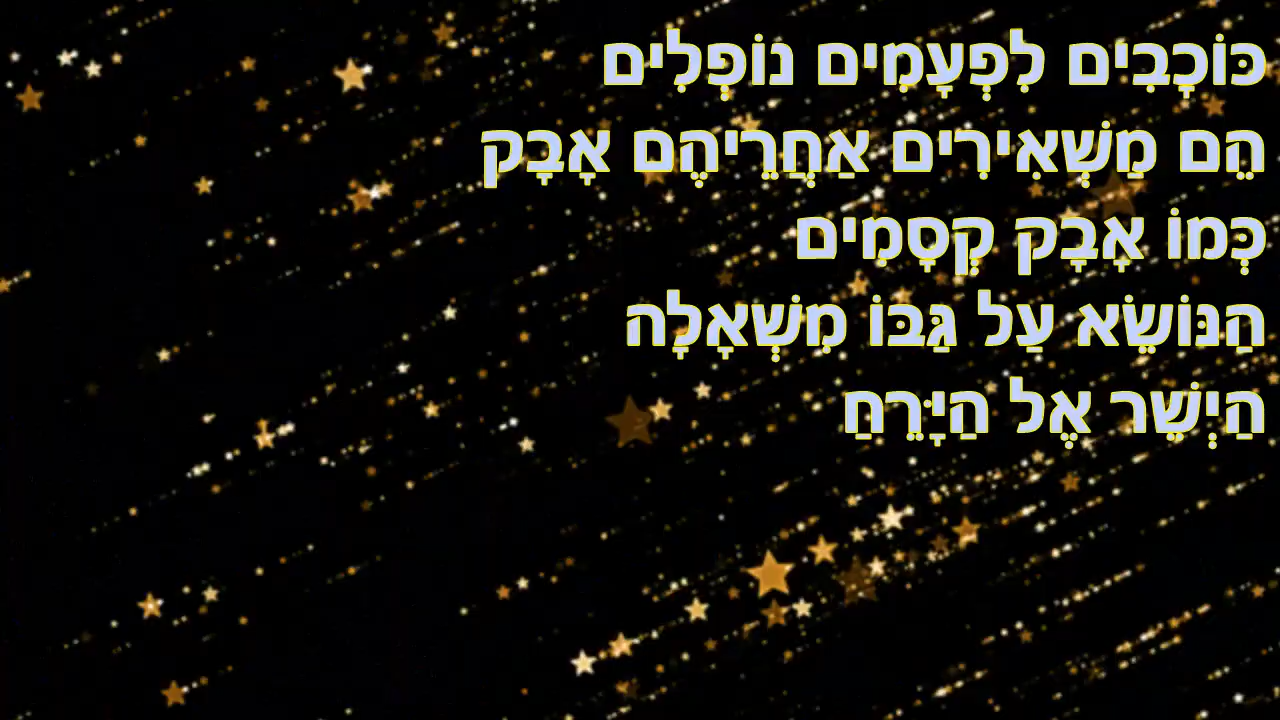 כּוֹכָבִים לִפְעָמִים נוֹפְלִים
הֵם מַשְׁאִירִים אַחֲרֵיהֶם אָבָק
כְּמוֹ אָבָק קְסָמִים
הַנּוֹשֵׂא עַל גַּבּוֹ מִשְׁאָלָה
הַיְשֵׁר אֶל הַיָּרֵחַ